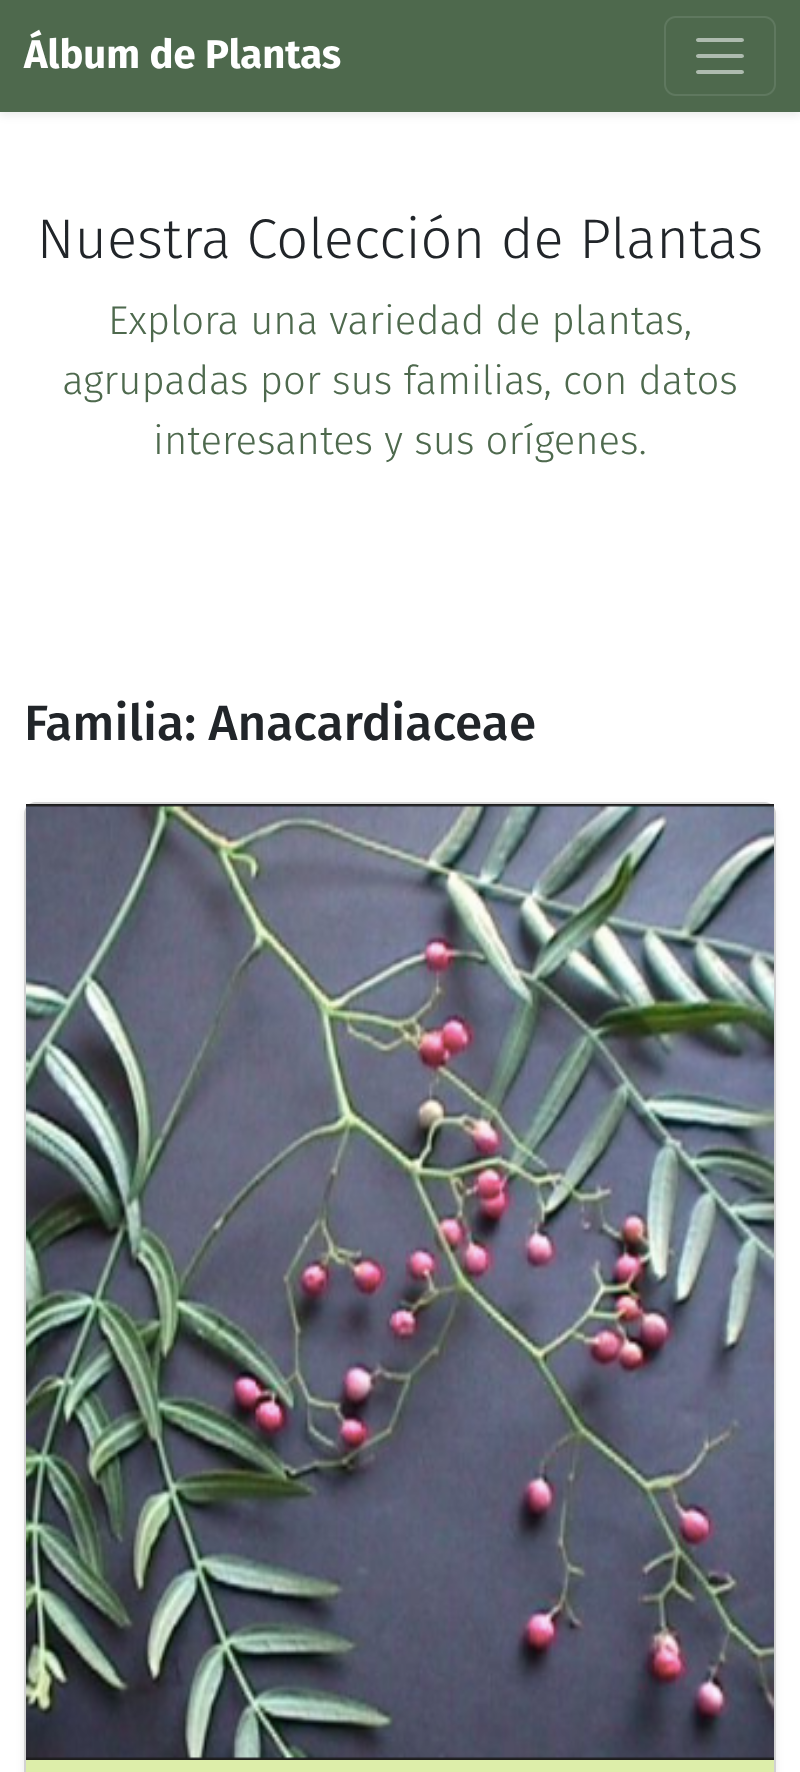 Álbum de Plantas
Nuestra Colección de Plantas
Explora una variedad de plantas,
agrupadas por sus familias, con datos
interesantes y sus orígenes.
Familia: Anacardiaceae